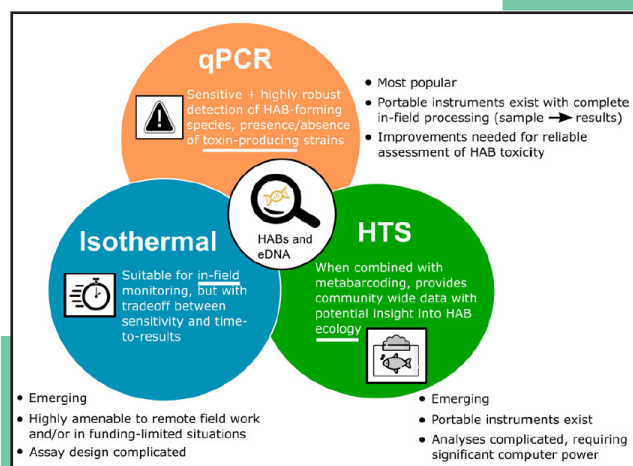 qPCR
Sensitive + highly robust
detection of HAB-forming
species, presence/absence
of toxin-producing strains
• Most popular
• Portable instruments exist with complete
in-field processing (sample → results)
• Improvements needed for reliable
assessment of HAB toxicity
HABs and
eDNA
Isothermal
Suitable for in-field
monitoring, but with
tradeoff between
sensitivity and time-
to-results
HTS
When combined with
metabarcoding, provides
community wide data with
potential insight into HAB
ecology
• Emerging
• Highly amenable to remote field work
and/or in funding-limited situations
• Assay design complicated
• Emerging
• Portable instruments exist
• Analyses complicated, requiring
significant computer power